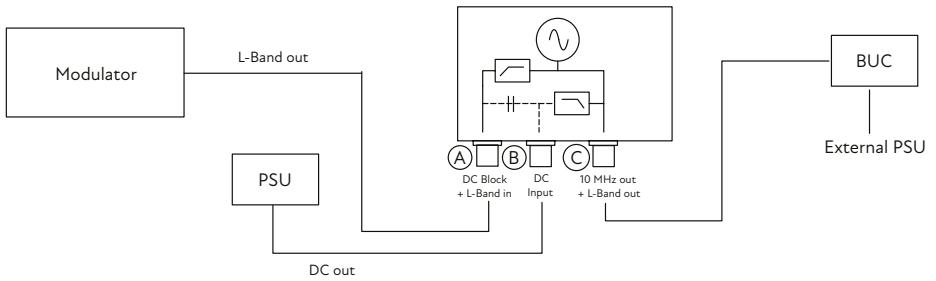 Modulator
L-Band out
PSU
DC out
A
B
C
DC Block
+ L-Band in
DC
Input
10 MHz out
+ L-Band out
BUC
External PSU